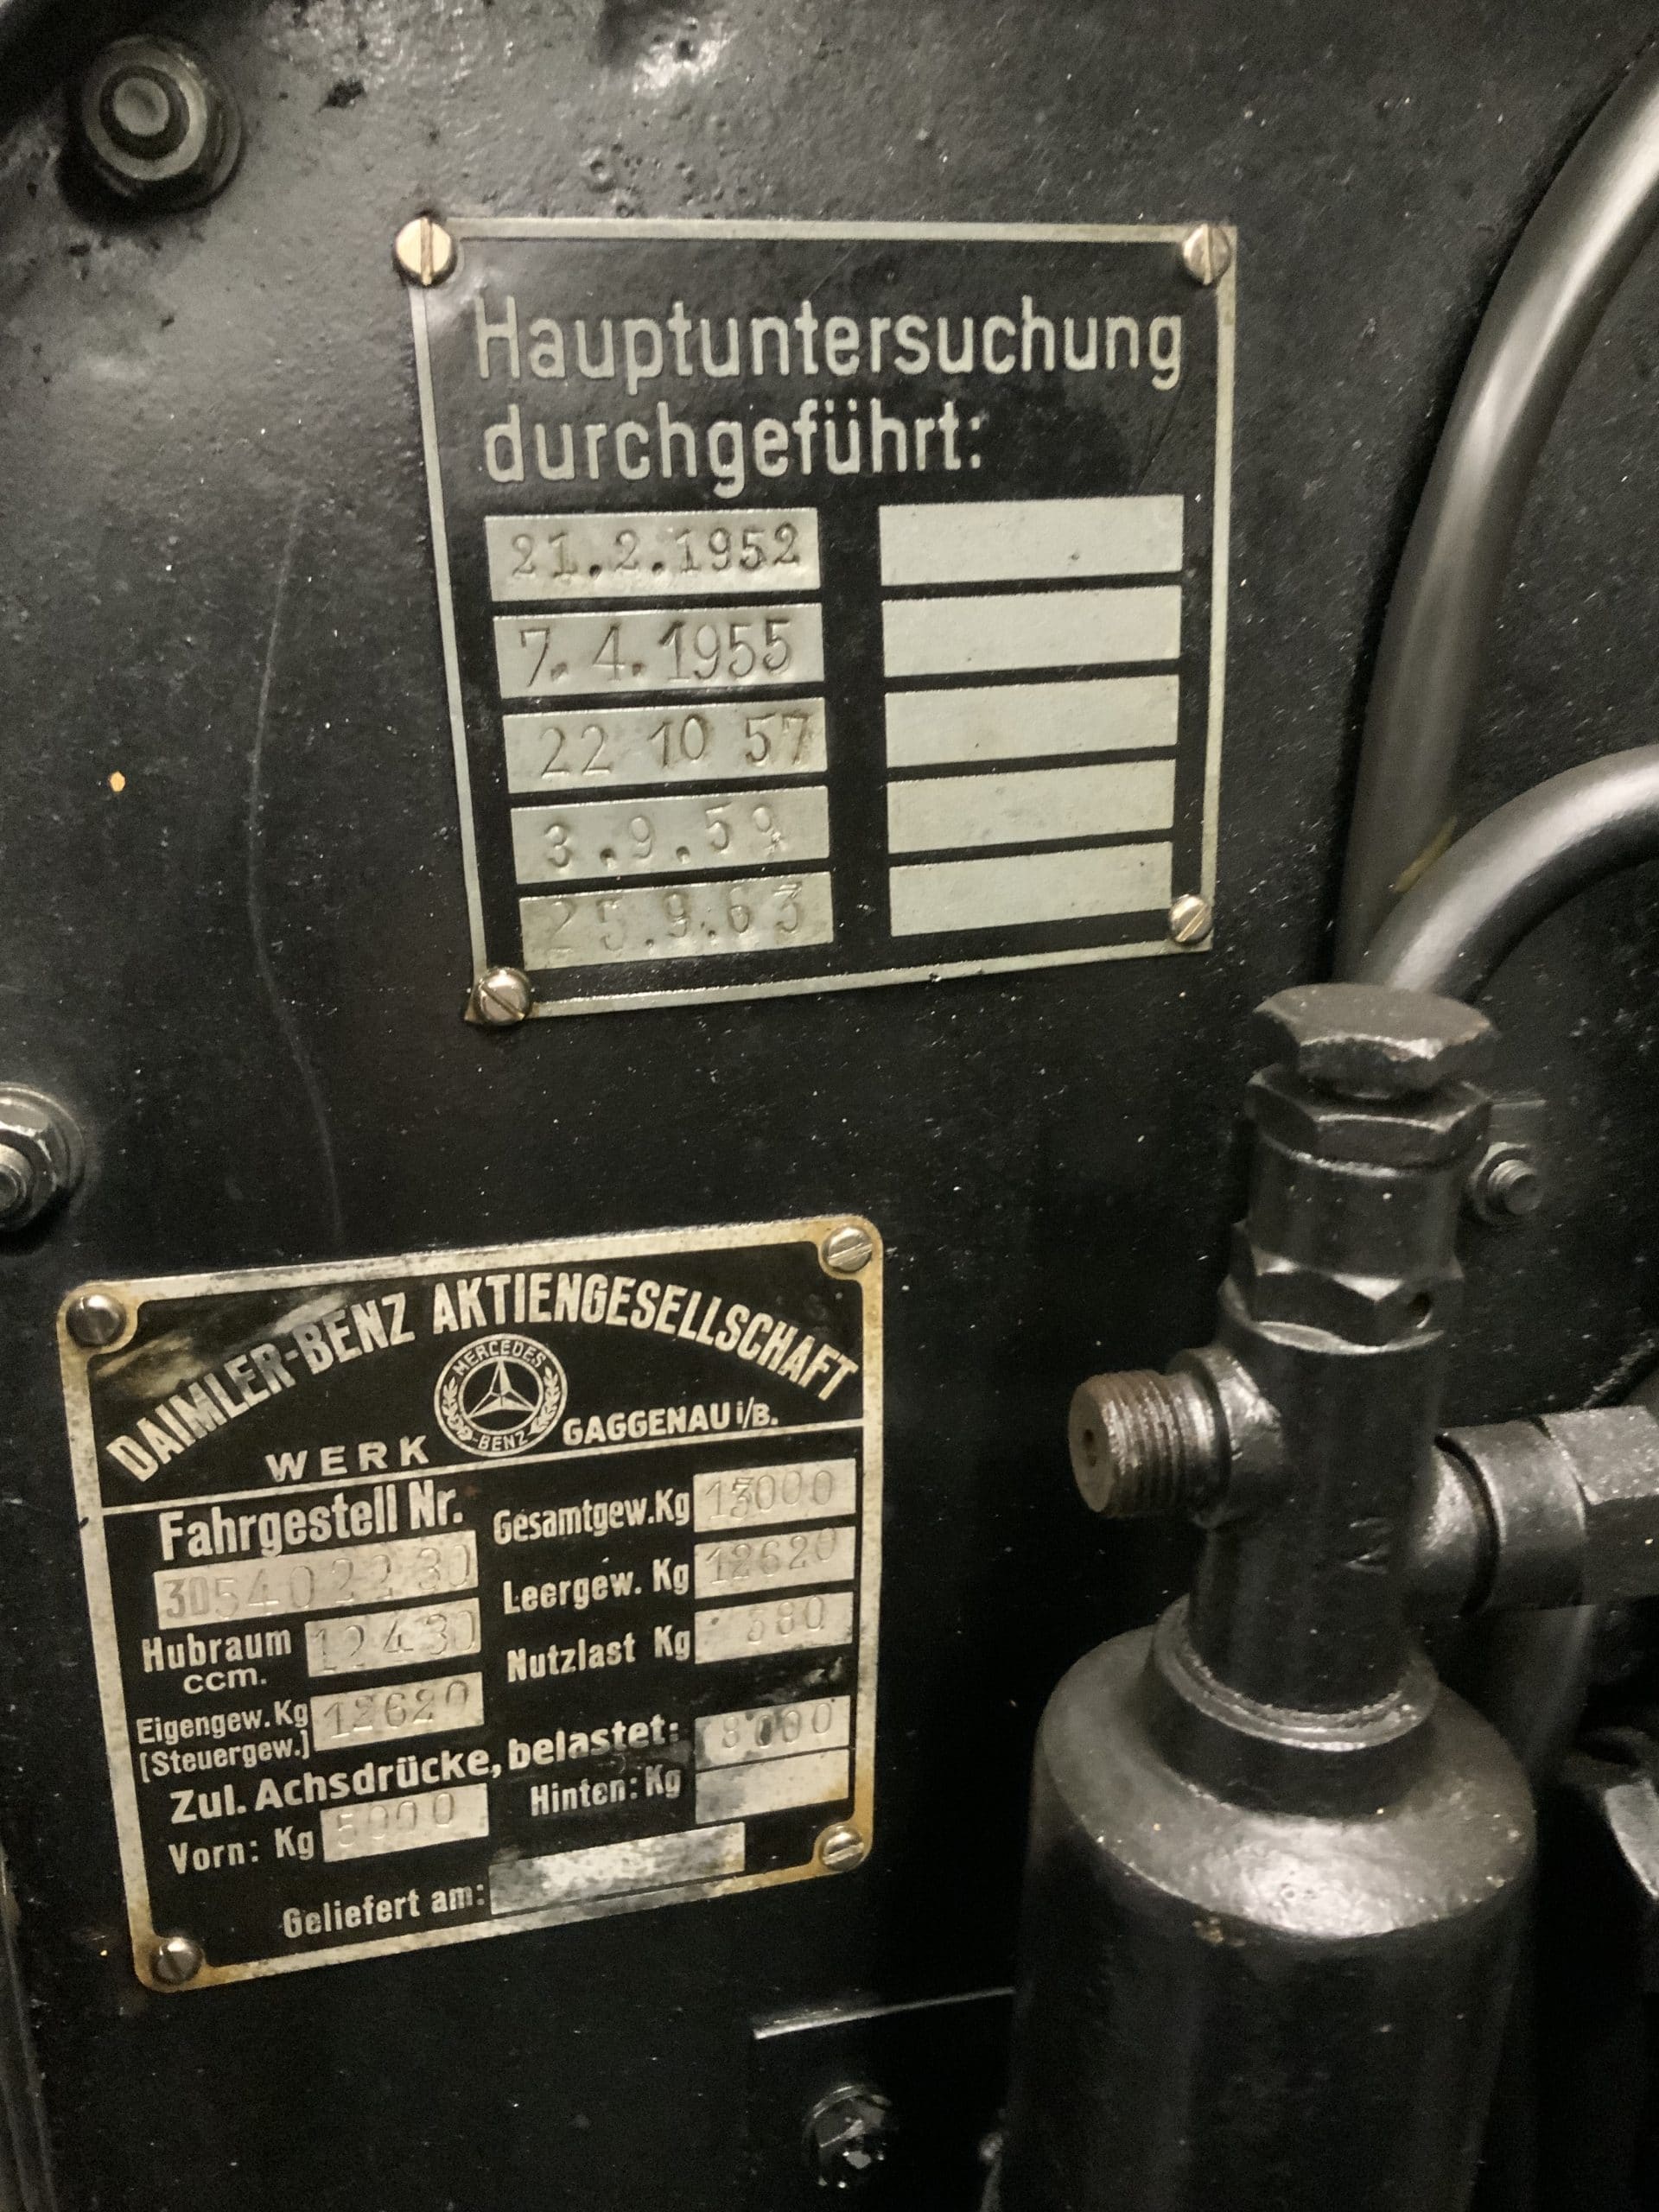 Hauptuntersuchung
durchgeführt:
21.2.1952
7.4.1955
22 10 57
3.9.59
25.9.63
DAIMLER-BENZ AKTIENGESELLSCHAFT
MERCEDES
-BENZ
WERK GAGGENAU i/B.
Fahrgestell Nr.
3054022 30
Hubraum 12430
ccm.
Eigengew. Kg 12620
[Steuergew.]
Gesamtgew. Kg 13000
Leergew. Kg 12620
Nutzlast Kg 380
Zul. Achsdrücke, belastet:
Vorn: Kg 5000
Hinten: Kg 8000
Geliefert am: